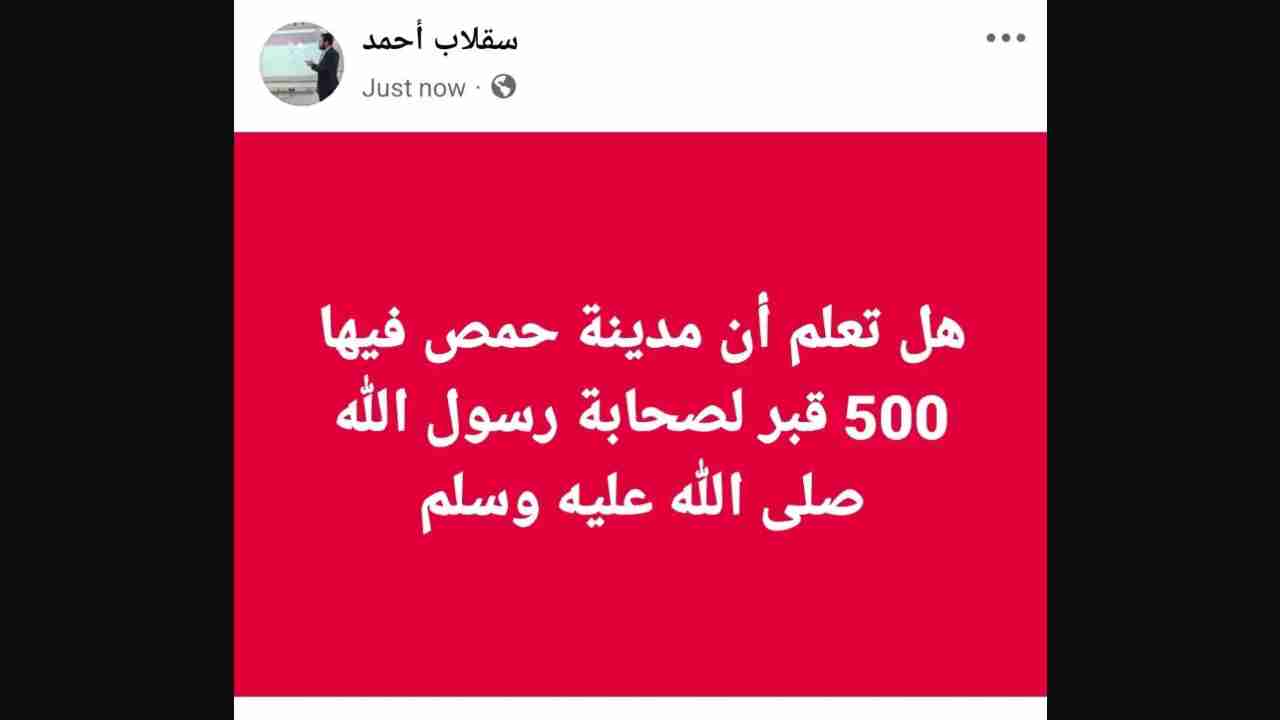 سقلاب أحمد
Just now ·
هل تعلم أن مدينة حمص فيها
500 قبر لصحابة رسول الله
صلى الله عليه وسلم